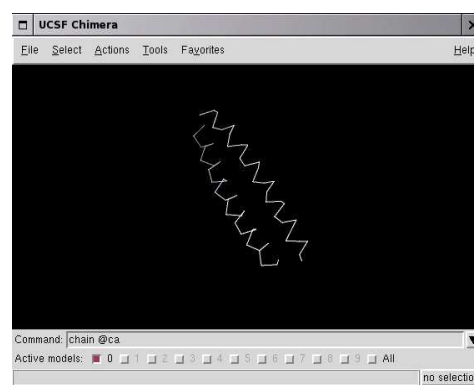 UCSF Chimera
File Select Actions Tools Favorites Help
Command: chain @ca
Active models: 0 1 2 3 4 5 6 7 8 9 All
no selectio